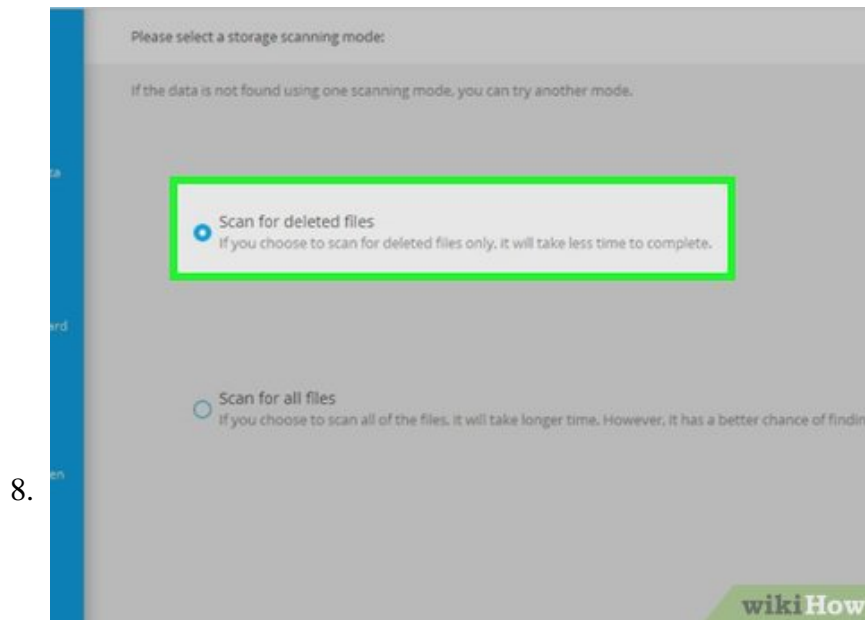 Please select a storage scanning mode:
If the data is not found using one scanning mode, you can try another mode.
ta
Scan for deleted files
If you choose to scan for deleted files only, it will take less time to complete.
ard
Scan for all files
If you choose to scan all of the files, it will take longer time. However, it has a better chance of findin
en
8.
wikiHow